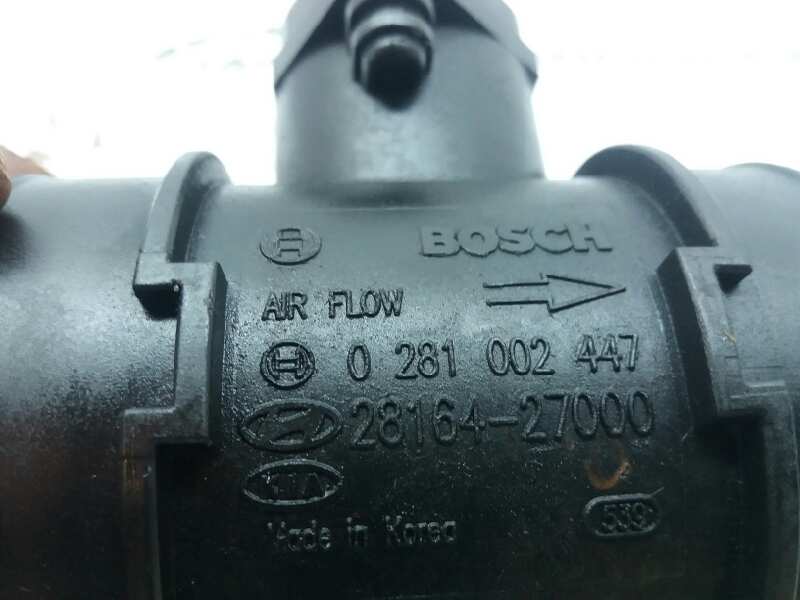 BOSCH
AIR FLOW
0 281 002 447
28164-27000
KIA
Made in Korea
539